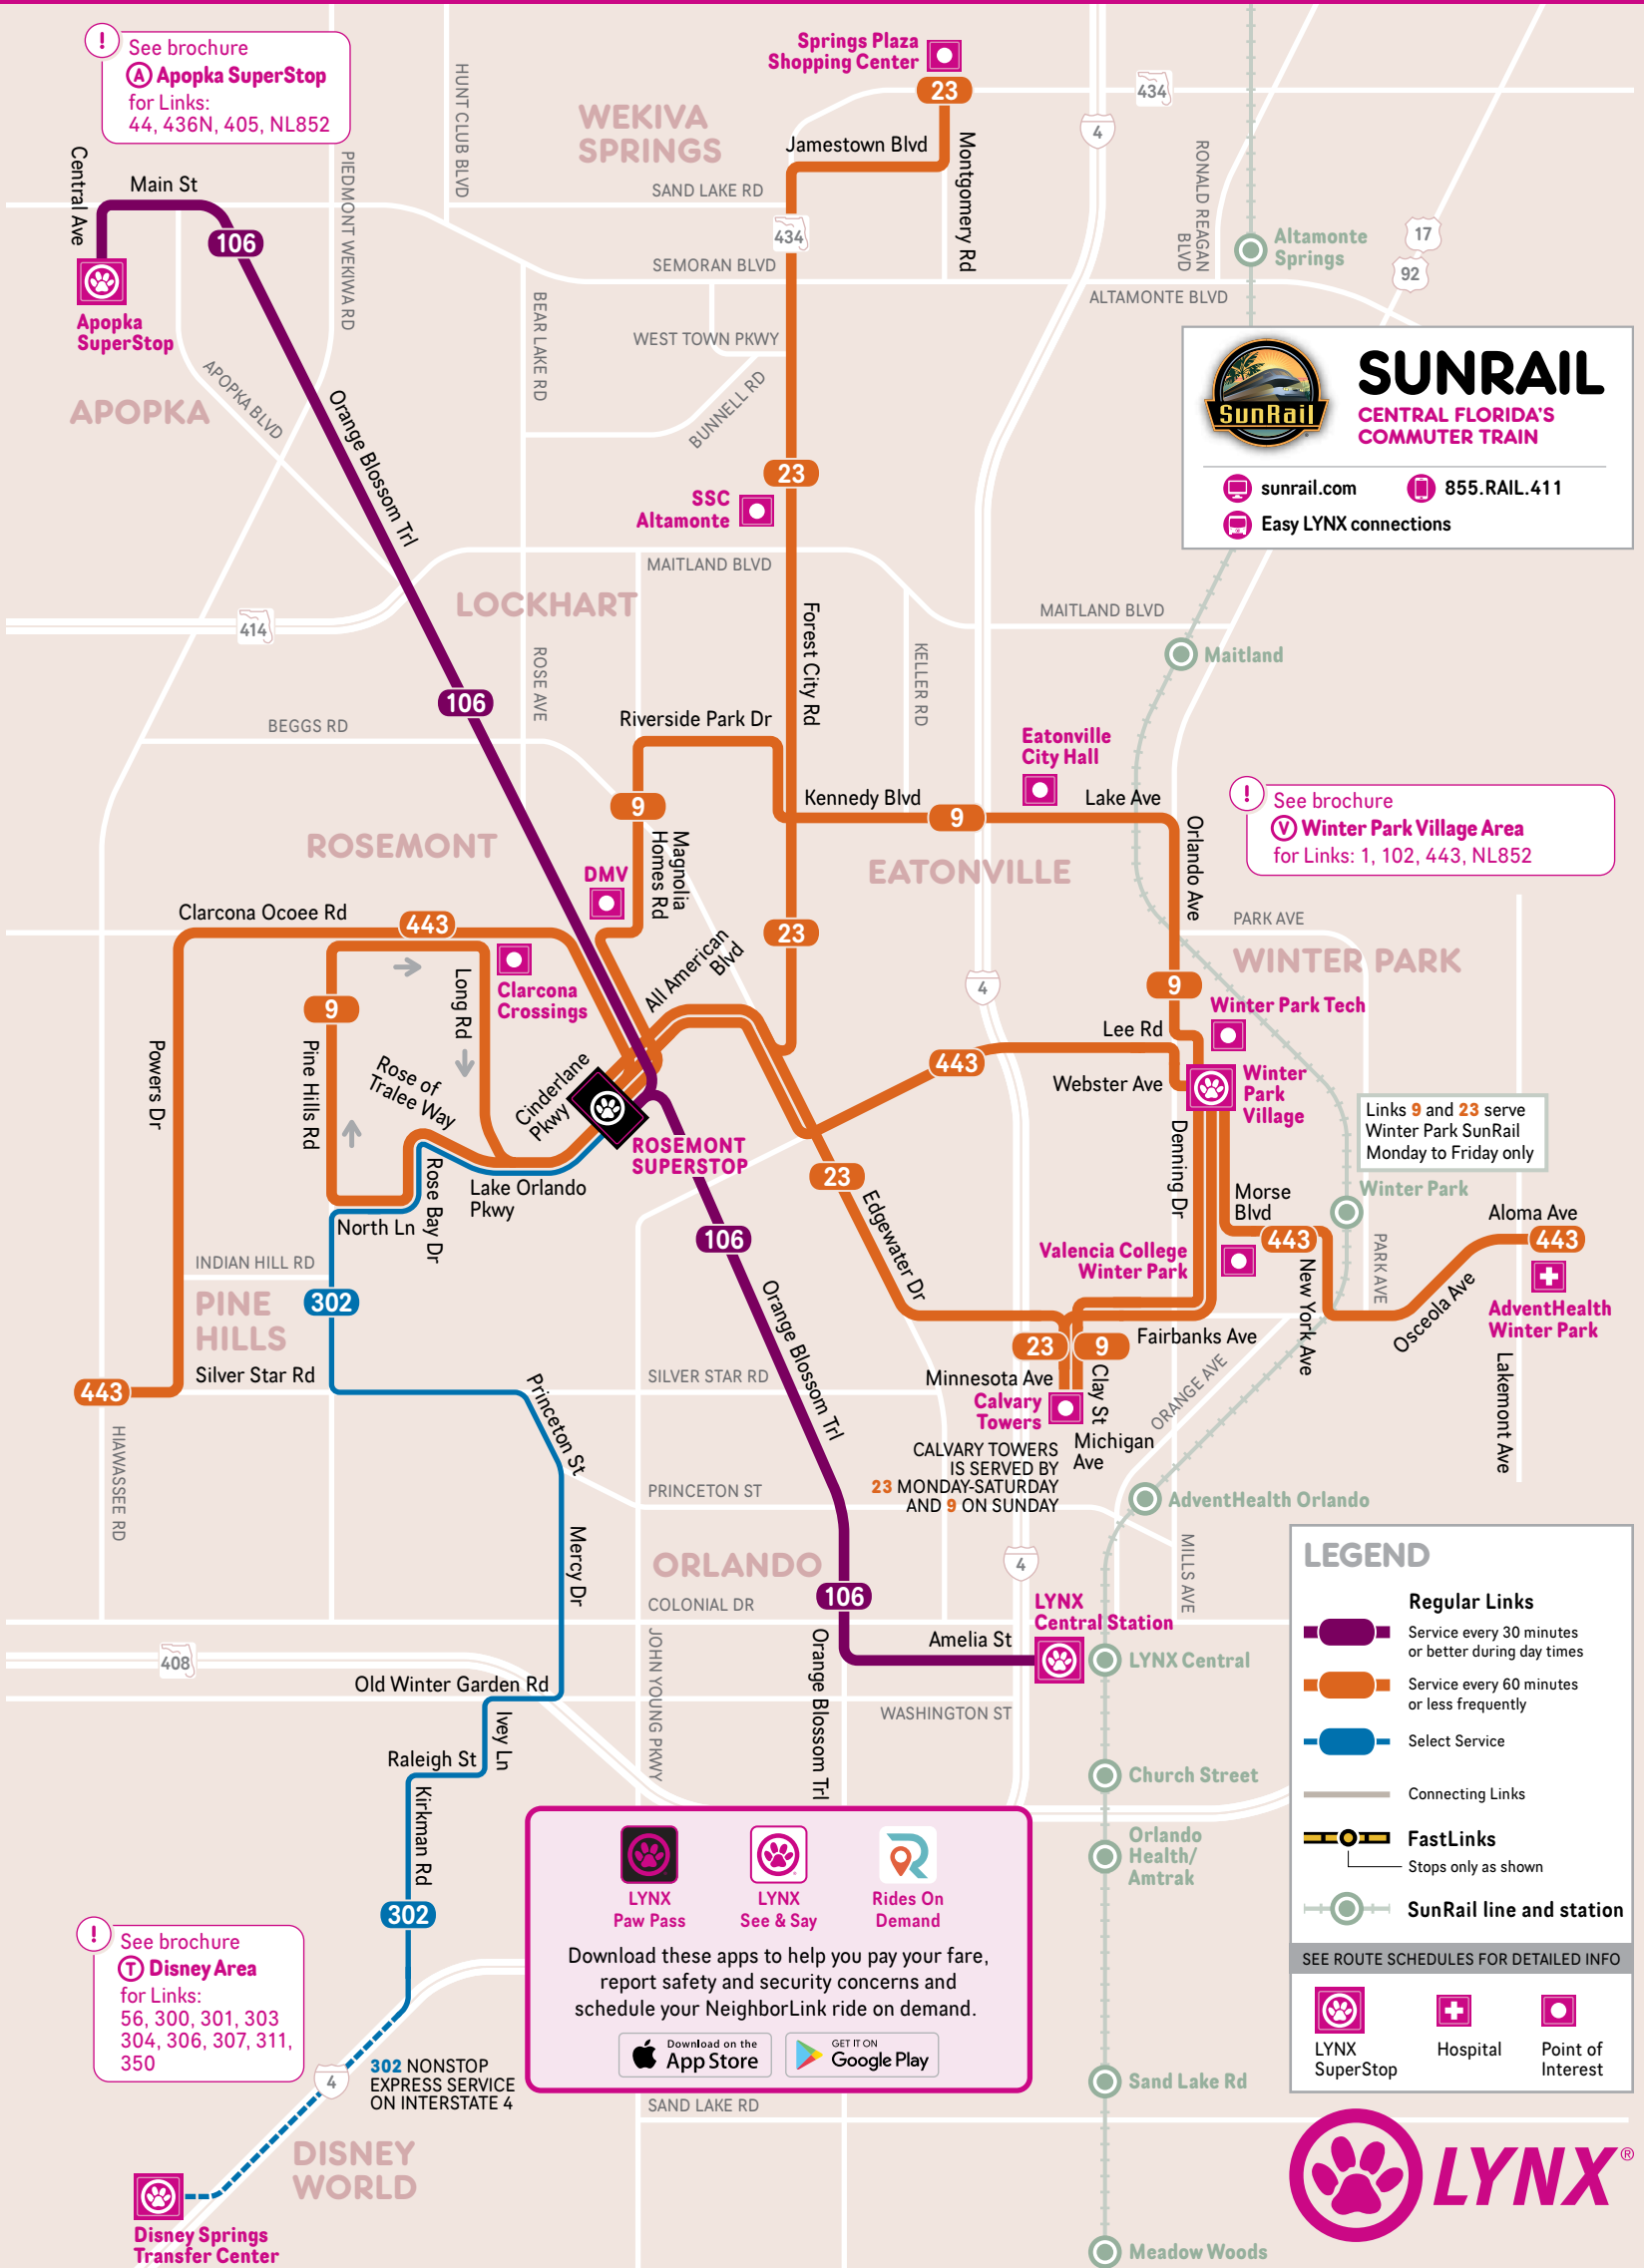 See brochure
A Apopka SuperStop
for Links:
44, 436N, 405, NL852
Springs Plaza
Shopping Center
23
434
4
HUNT CLUB BLVD
WEKIVA
SPRINGS
Jamestown Blvd
Montgomery Rd
RONALD REAGAN
BLVD
Central Ave
Main St
PIEDMONT WEKIWA RD
SAND LAKE RD
106
434
Altamonte
Springs
17
92
SEMORAN BLVD
ALTAMONTE BLVD
Apopka
SuperStop
BEAR LAKE RD
WEST TOWN PKWY
APOPKA BLVD
BUNNELL RD
APOPKA
Orange Blossom Trl
SunRail
SUNRAIL
CENTRAL FLORIDA'S
COMMUTER TRAIN
sunrail.com
855.RAIL.411
Easy LYNX connections
23
SSC
Altamonte
MAITLAND BLVD
LOCKHART
MAITLAND BLVD
414
Forest City Rd
ROSE AVE
KELLER RD
Maitland
106
BEGGS RD
Riverside Park Dr
Eatonville
City Hall
9
Kennedy Blvd
9
Lake Ave
Orlando Ave
See brochure
V Winter Park Village Area
for Links: 1, 102, 443, NL852
ROSEMONT
Magnolia
Homes Rd
DMV
EATONVILLE
Clarcona Ocoee Rd
443
23
PARK AVE
WINTER PARK
All American
Blvd
Clarcona
Crossings
9
Long Rd
4
9
Winter Park Tech
Lee Rd
Powers Dr
Pine Hills Rd
Rose of
Tralee Way
Cinderlane
Pkwy
443
Webster Ave
Winter
Park
Village
Links 9 and 23 serve
Winter Park SunRail
Monday to Friday only
ROSEMONT
SUPERSTOP
23
Denning Dr
Rose Bay Dr
Lake Orlando
Pkwy
North Ln
Edgewater Dr
Morse
Blvd
Winter Park
Aloma Ave
443
443
106
INDIAN HILL RD
Valencia College
Winter Park
PARK AVE
New York Ave
Osceola Ave
AdventHealth
Winter Park
PINE
HILLS
302
Orange Blossom Trl
23
9
Fairbanks Ave
Silver Star Rd
443
SILVER STAR RD
Minnesota Ave
Clay St
ORANGE AVE
Lakemont Ave
Calvary
Towers
Princeton St
HIAWASSEE RD
Michigan
Ave
CALVARY TOWERS
IS SERVED BY
23 MONDAY-SATURDAY
AND 9 ON SUNDAY
PRINCETON ST
AdventHealth Orlando
Mercy Dr
MILLS AVE
ORLANDO
4
106
COLONIAL DR
LYNX
Central Station
Amelia St
LYNX Central
408
JOHN YOUNG PKWY
Orange Blossom Trl
Old Winter Garden Rd
Ivey Ln
WASHINGTON ST
Raleigh St
Kirkman Rd
Church Street
Orlando
Health/
Amtrak
302
LEGEND
Regular Links
Service every 30 minutes
or better during day times
Service every 60 minutes
or less frequently
Select Service
Connecting Links
FastLinks
Stops only as shown
SunRail line and station
SEE ROUTE SCHEDULES FOR DETAILED INFO
LYNX
SuperStop
Hospital
Point of
Interest
LYNX
Paw Pass
LYNX
See & Say
Rides On
Demand
Download these apps to help you pay your fare,
report safety and security concerns and
schedule your NeighborLink ride on demand.
Download on the
App Store
GET IT ON
Google Play
See brochure
T Disney Area
for Links:
56, 300, 301, 303
304, 306, 307, 311,
350
4
302 NONSTOP
EXPRESS SERVICE
ON INTERSTATE 4
SAND LAKE RD
Sand Lake Rd
DISNEY
WORLD
Disney Springs
Transfer Center
Meadow Woods
LYNX®